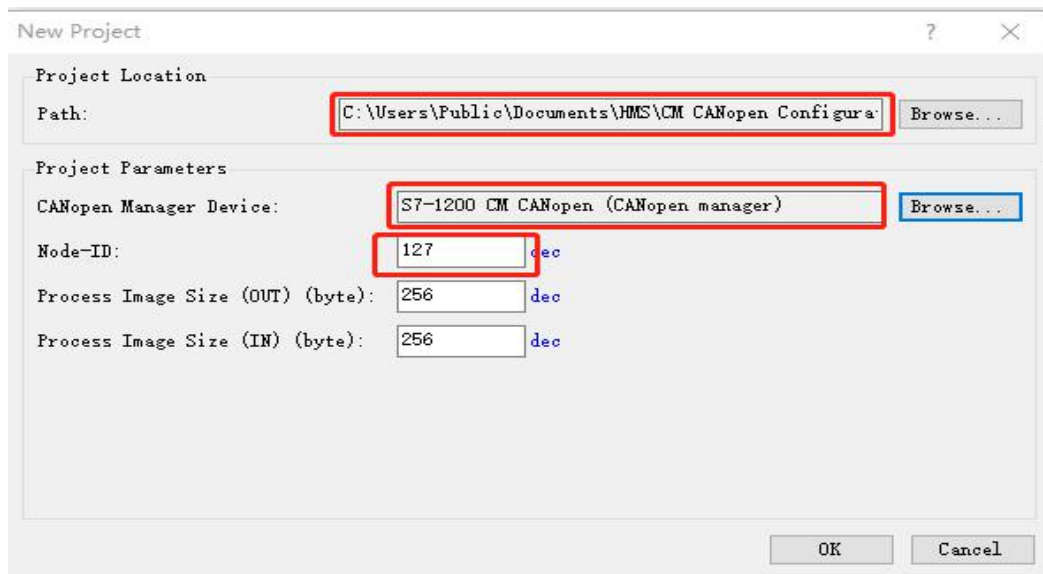 New Project ? ×
Project Location
Path: C:\Users\Public\Documents\HMS\CM CANopen Configura Browse...
Project Parameters
CANopen Manager Device: S7-1200 CM CANopen (CANopen manager) Browse...
Node-ID: 127 dec
Process Image Size (OUT) (byte): 256 dec
Process Image Size (IN) (byte): 256 dec
OK Cancel